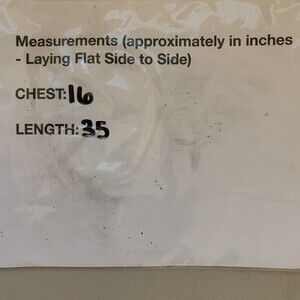 Measurements (approximately in inches
- Laying Flat Side to Side)
CHEST: 16
LENGTH: 35